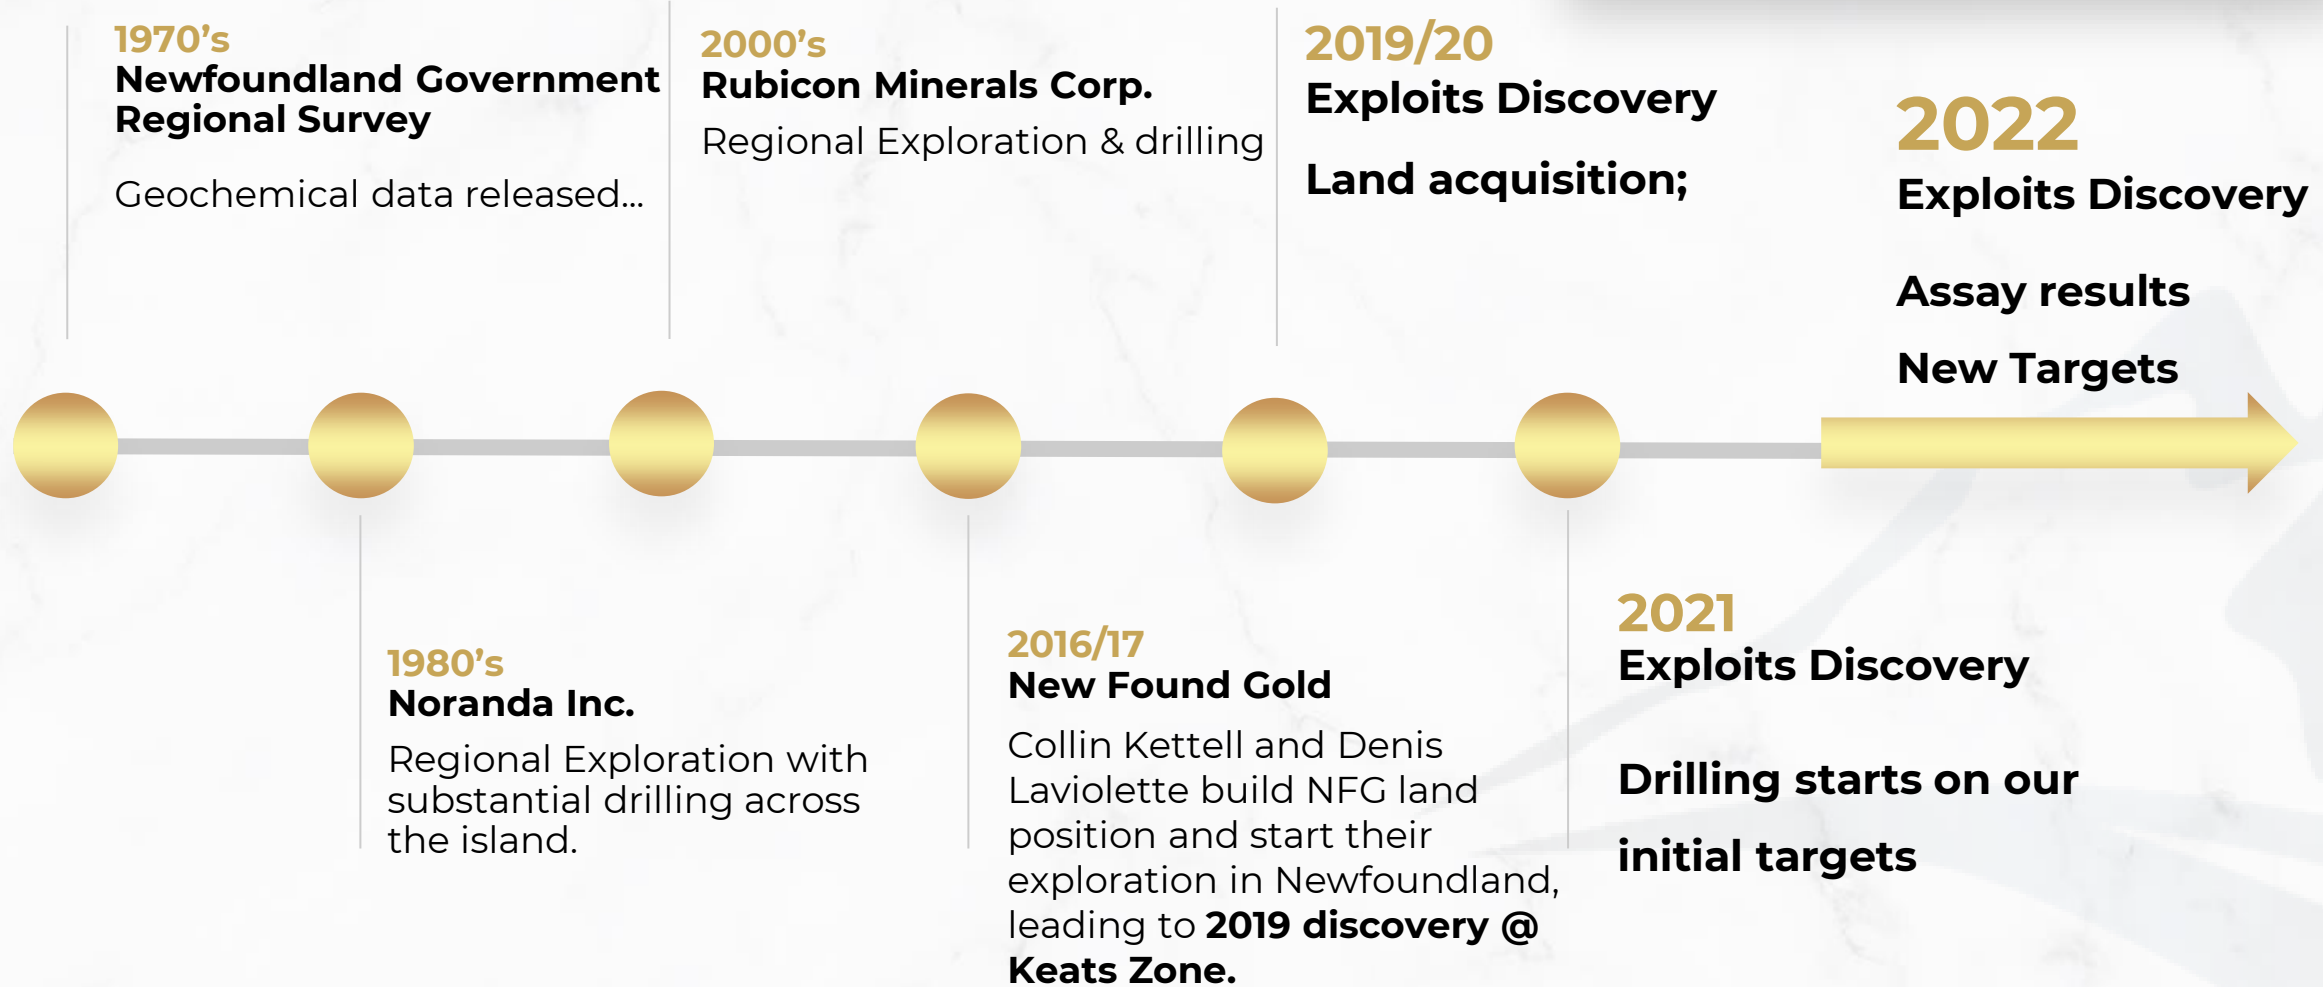 1970’s
Newfoundland Government
Regional Survey
Geochemical data released...
2000’s
Rubicon Minerals Corp.
Regional Exploration & drilling
2019/20
Exploits Discovery
Land acquisition;
2022
Exploits Discovery
Assay results
New Targets
1980’s
Noranda Inc.
Regional Exploration with
substantial drilling across
the island.
2016/17
New Found Gold
Collin Kettell and Denis
Laviolette build NFG land
position and start their
exploration in Newfoundland,
leading to 2019 discovery @
Keats Zone.
2021
Exploits Discovery
Drilling starts on our
initial targets